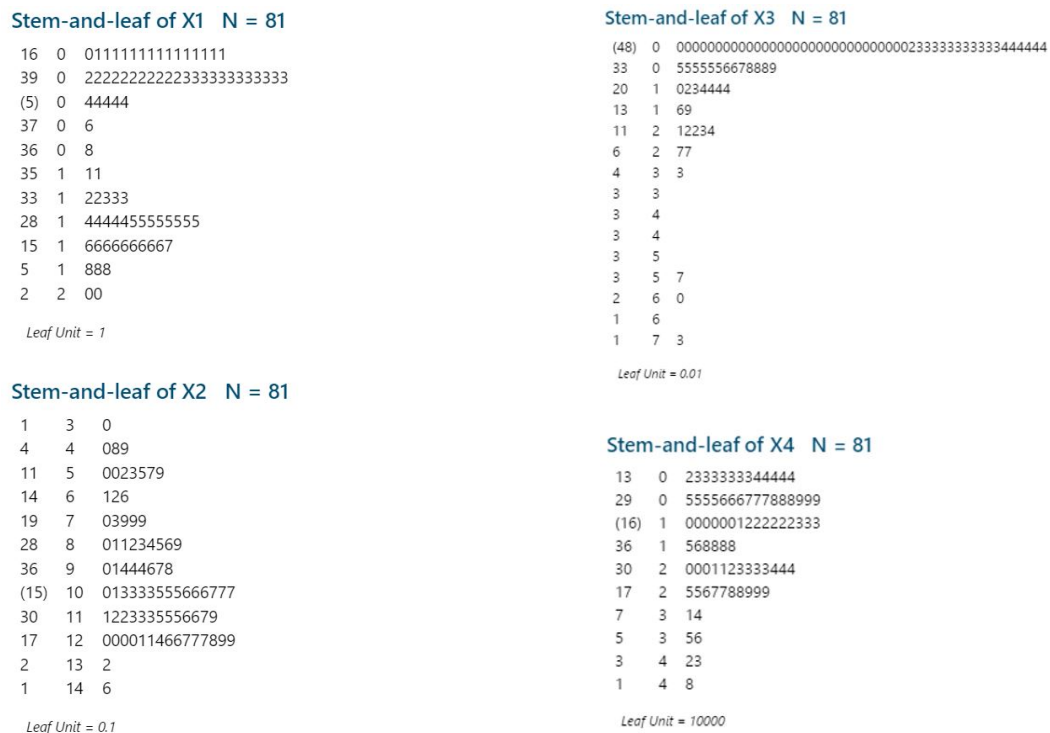 Stem-and-leaf of X1 N = 81
16 0 0111111111111111
39 0 22222222222333333333333
(5) 0 44444
37 0 6
36 0 8
35 1 11
33 1 22333
28 1 4444455555555
15 1 6666666667
5 1 888
2 2 00
Leaf Unit = 1
Stem-and-leaf of X2 N = 81
1 3 0
4 4 089
11 5 0023579
14 6 126
19 7 03999
28 8 011234569
36 9 01444678
(15) 10 013333555666777
30 11 1223335556679
17 12 000011466777899
2 13 2
1 14 6
Leaf Unit = 0.1
Stem-and-leaf of X3 N = 81
(48) 0 000000000000000000000000000000233333333333444444
33 0 5555556678889
20 1 0234444
13 1 69
11 2 12234
6 2 77
4 3 3
3 3
3 4
3 4
3 5
3 5 7
2 6 0
1 6
1 7 3
Leaf Unit = 0.01
Stem-and-leaf of X4 N = 81
13 0 2333333344444
29 0 5555666777888999
(16) 1 0000001222222333
36 1 568888
30 2 0001123333444
17 2 5567788999
7 3 14
5 3 56
3 4 23
1 4 8
Leaf Unit = 10000